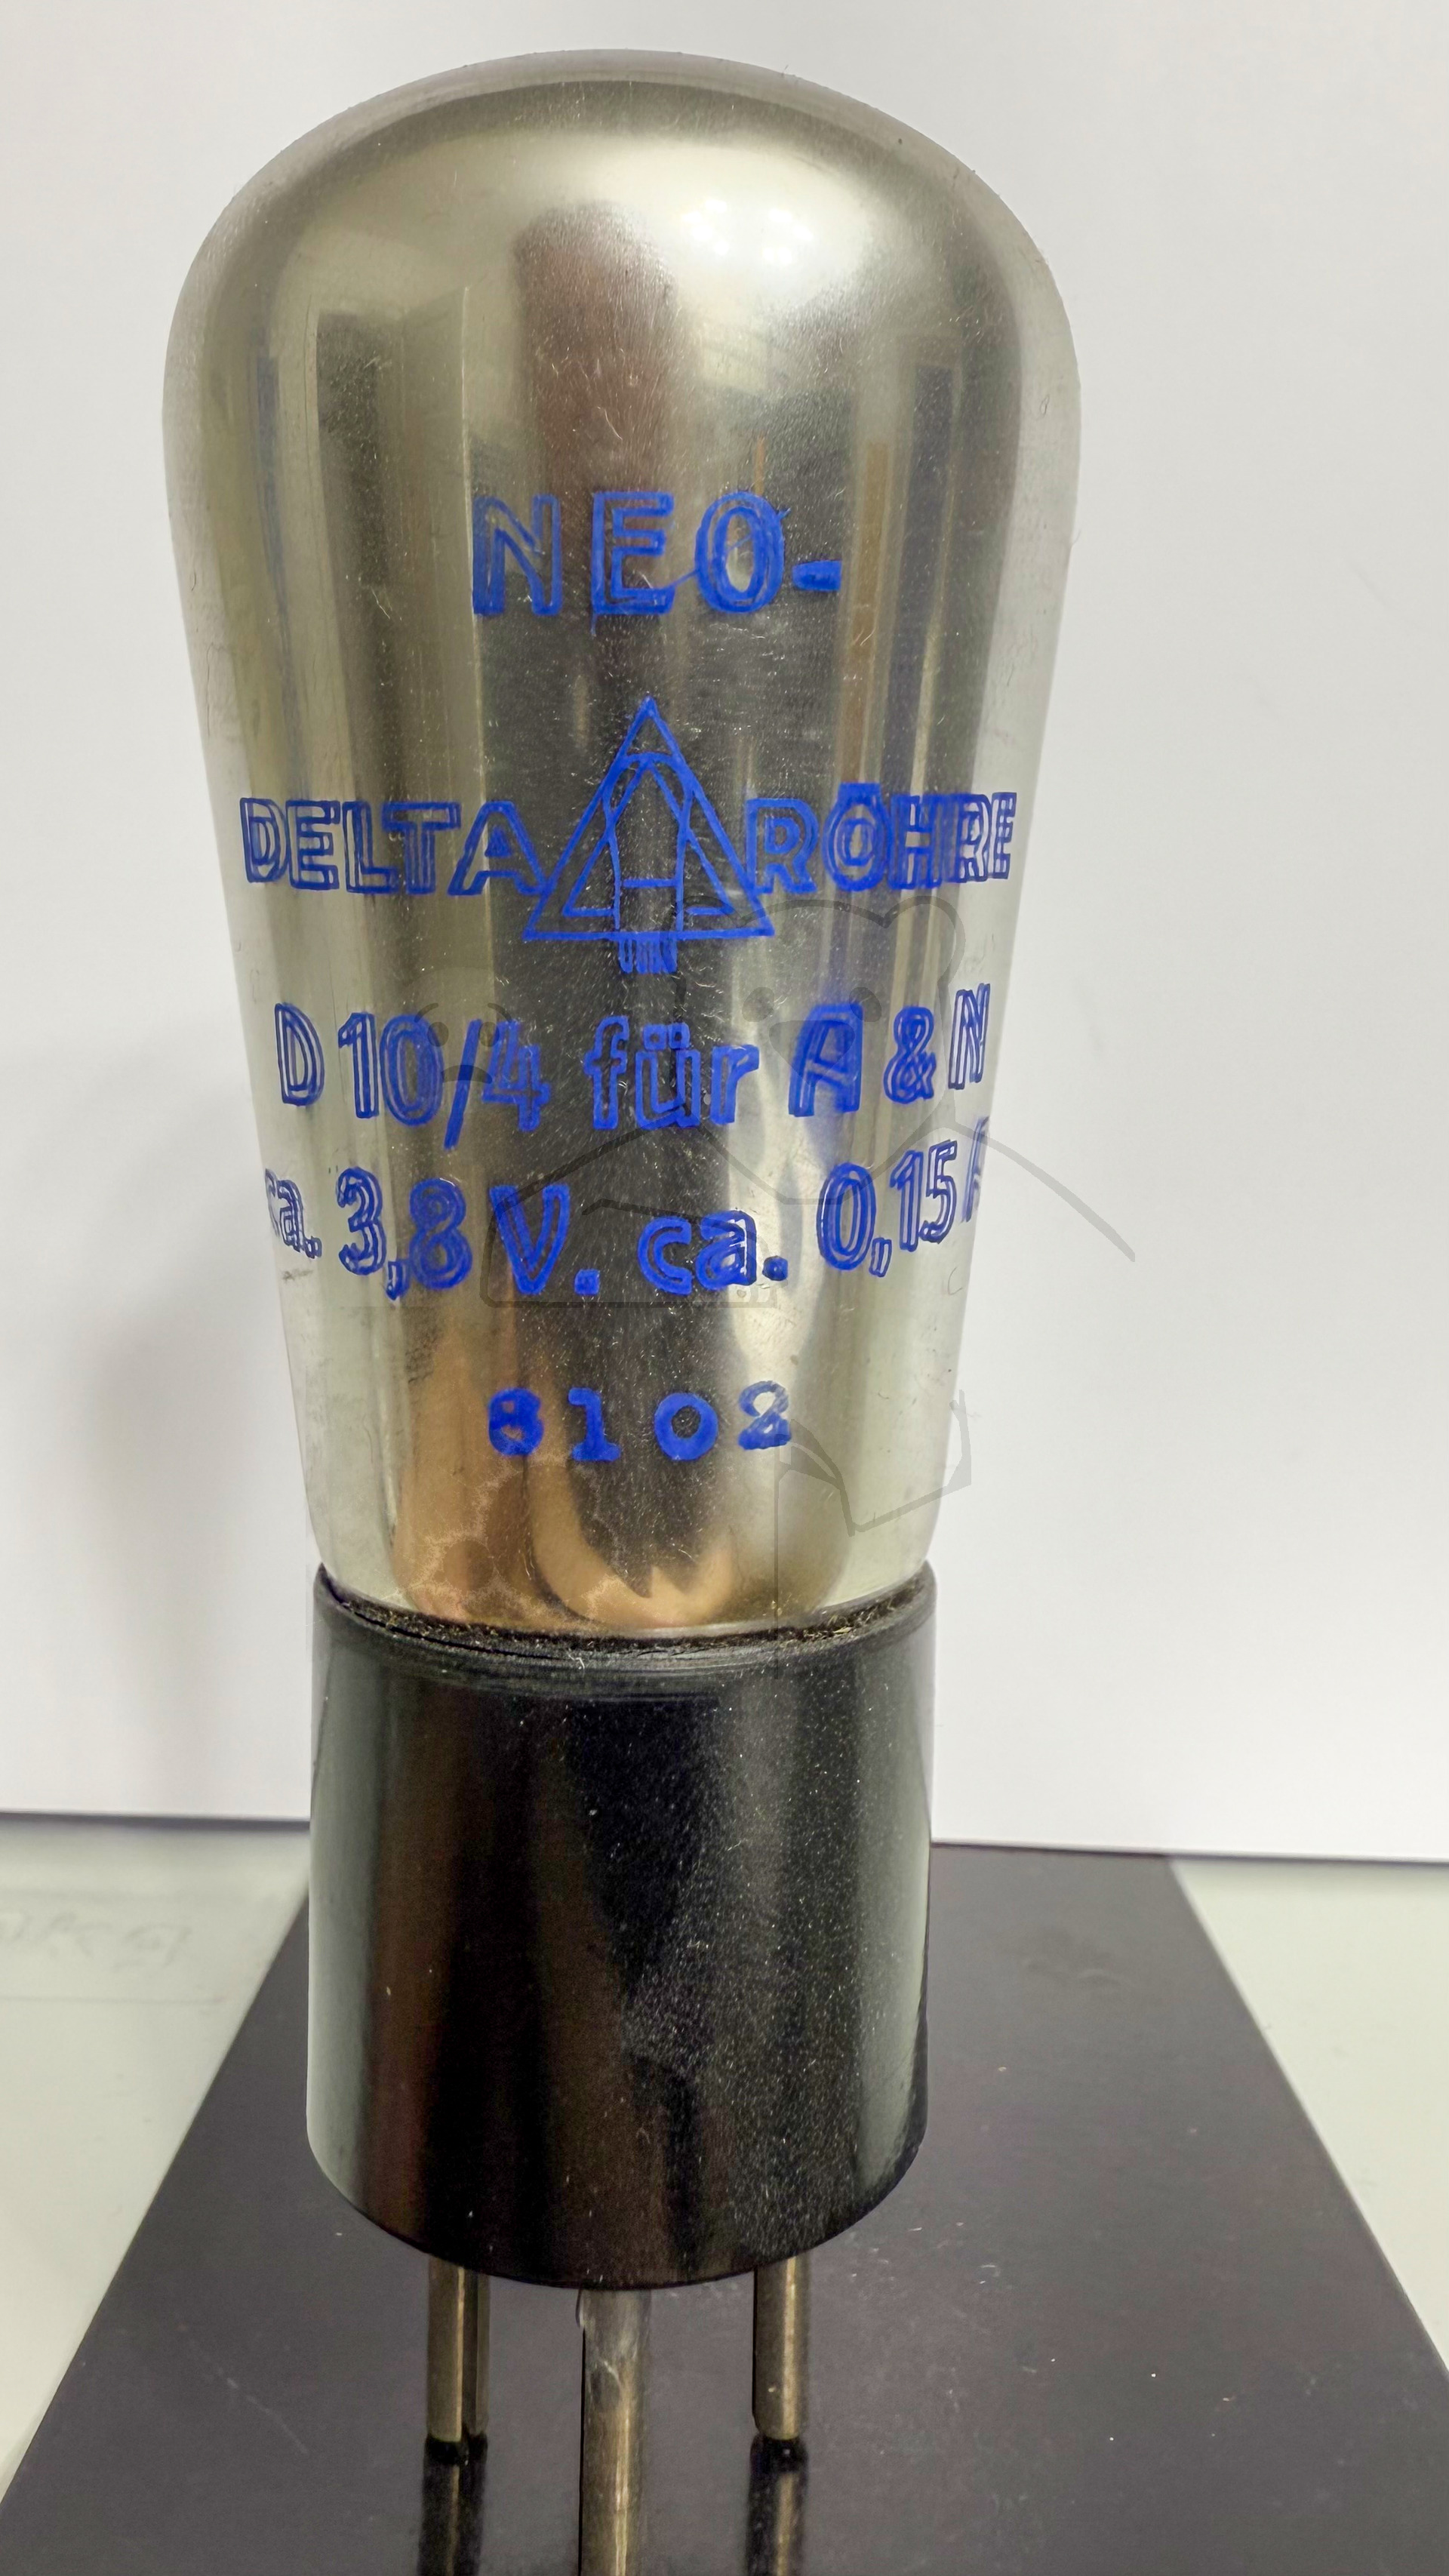 NEO-
DELTA RÖHRE
D 10/4 für A & N
ca. 3,8 V. ca. 0,15 A
8102